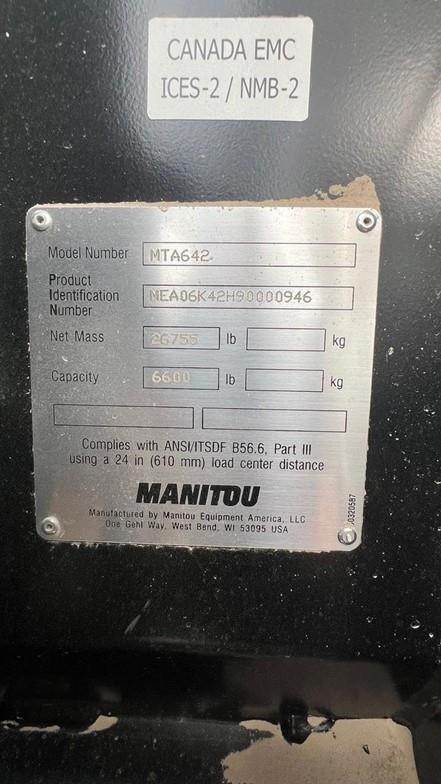 CANADA EMC
ICES-2 / NMB-2
Model Number MTA642
Product
Identification MEA06K42H90000946
Number
Net Mass 26755 lb kg
Capacity 6600 lb kg
Complies with ANSI/ITSDF B56.6, Part III
using a 24 in (610 mm) load center distance
MANITOU
Manufactured by Manitou Equipment America, LLC
One Gehl Way, West Bend, WI 53095 USA